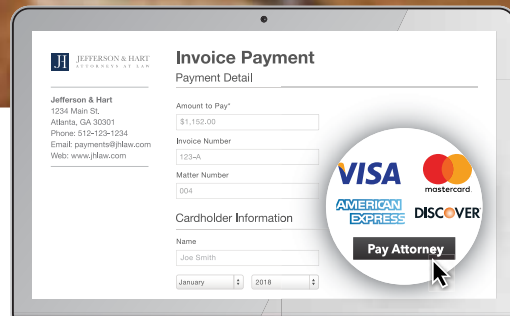 JH
JEFFERSON & HART
ATTORNEYS AT LAW
Jefferson & Hart
1234 Main St,
Atlanta, GA 30301
Phone: 512-123-1234
Email: payments@jhlaw.com
Web: www.jhlaw.com
Invoice Payment
Payment Detail
Amount to Pay*
$1,152.00
Invoice Number
123-A
Matter Number
004
Cardholder Information
Name
Joe Smith
January 2018
VISA
mastercard.
AMERICAN
EXPRESS
DISCOVER
Pay Attorney